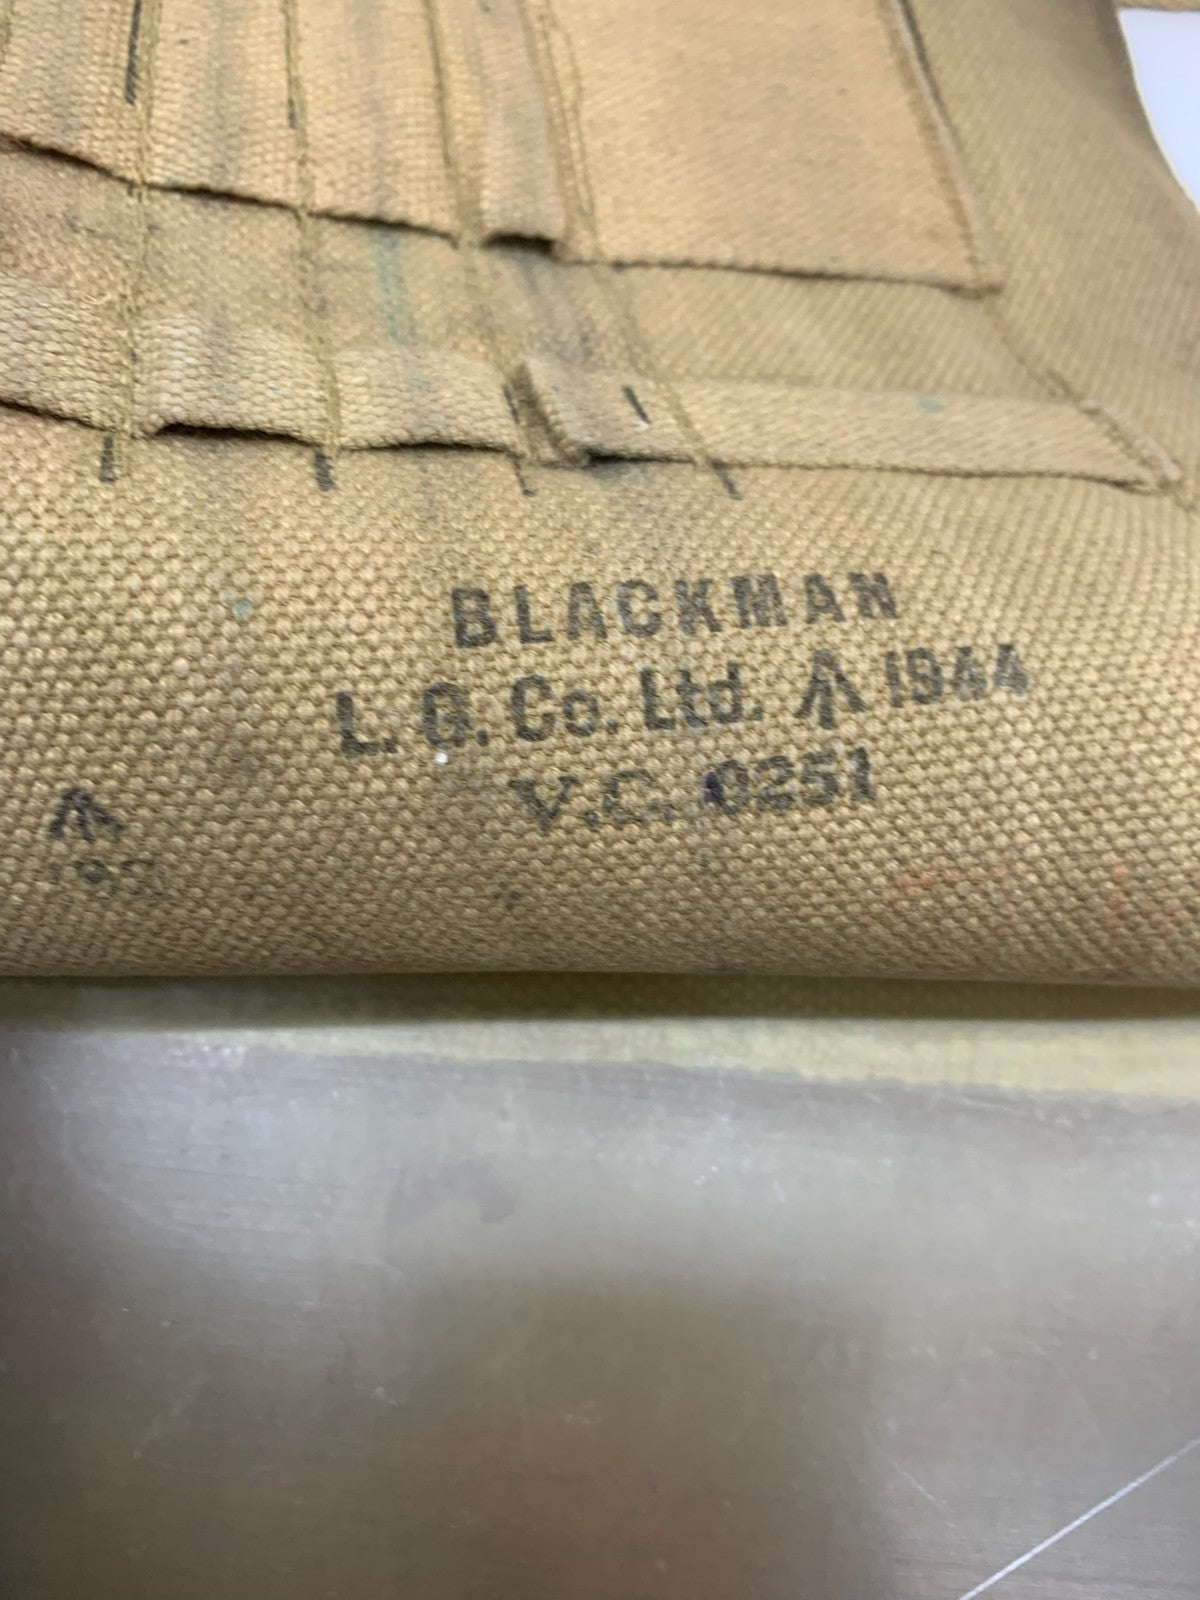 BLACKMAN
L. G. Co. Ltd. 1944
V.C. 0251